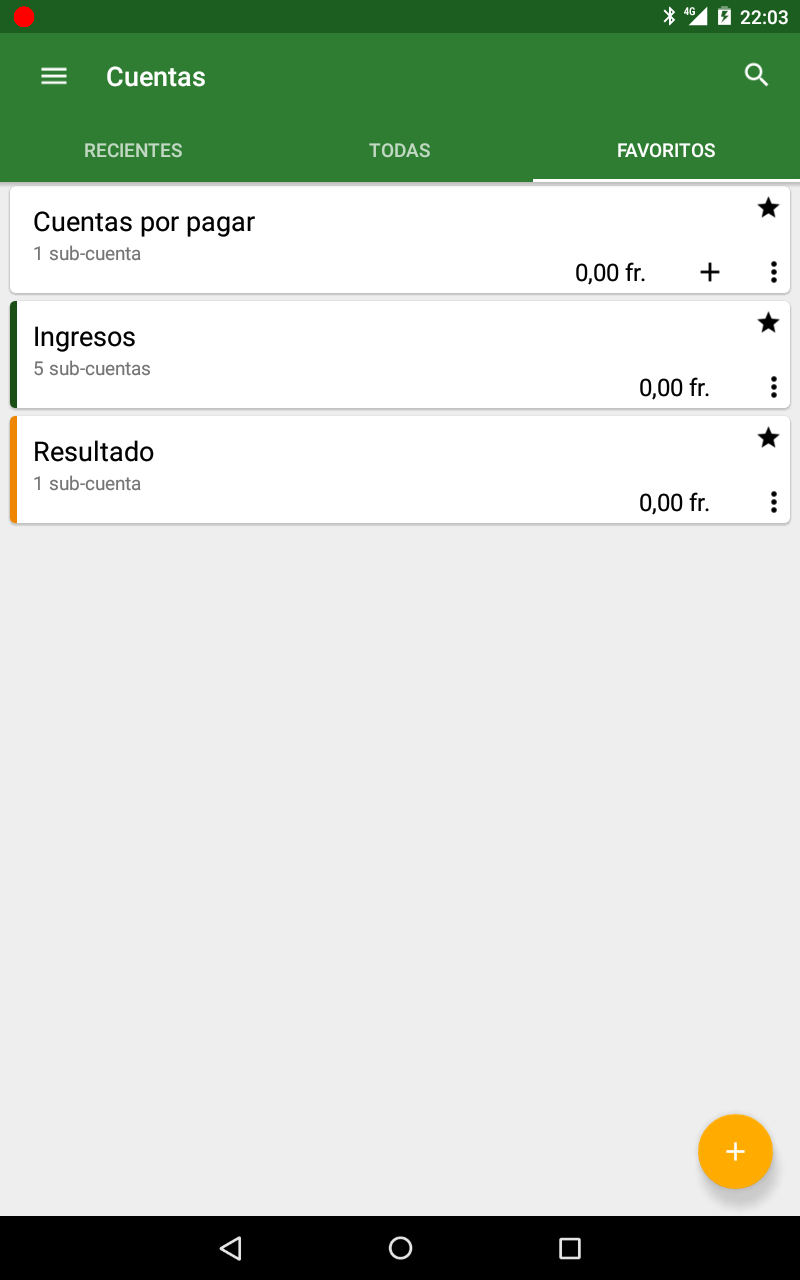 4G 22:03
Cuentas
RECIENTES TODAS FAVORITOS
Cuentas por pagar
1 sub-cuenta
0,00 fr.
Ingresos
5 sub-cuentas
0,00 fr.
Resultado
1 sub-cuenta
0,00 fr.